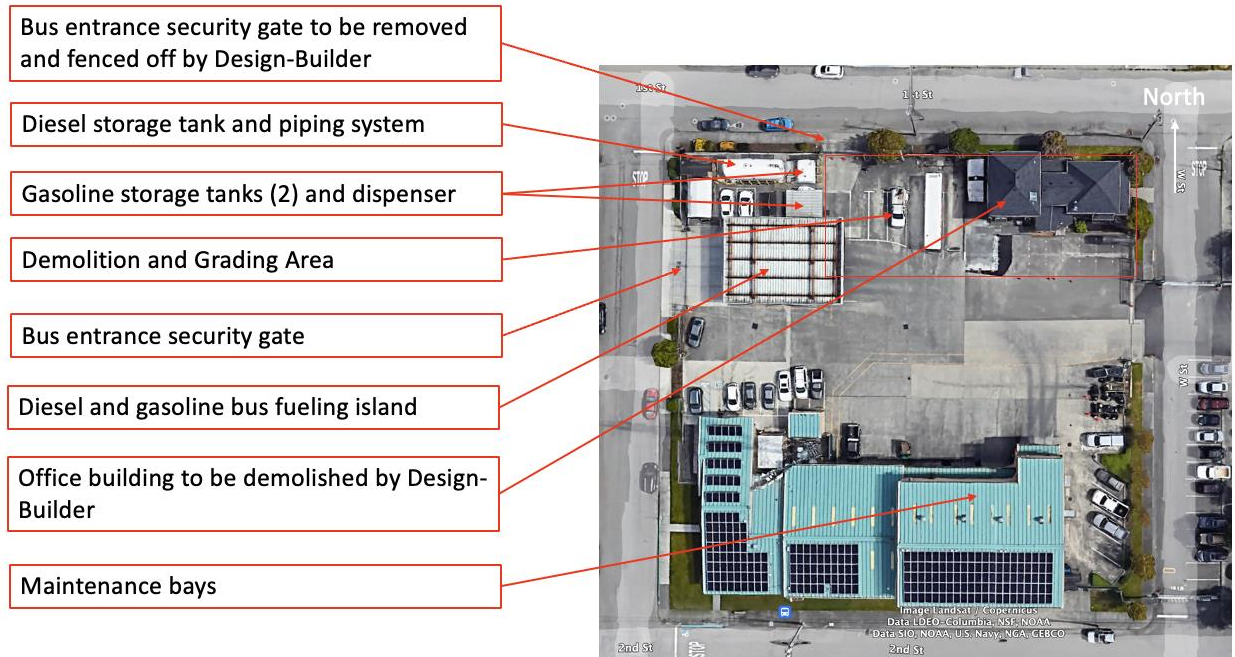 Bus entrance security gate to be removed
and fenced off by Design-Builder
Diesel storage tank and piping system
Gasoline storage tanks (2) and dispenser
Demolition and Grading Area
Bus entrance security gate
Diesel and gasoline bus fueling island
Office building to be demolished by Design-
Builder
Maintenance bays
1st St
1st St
North
STOP
STOP
W St
W St
Image Landsat / Copernicus
Data LDEO-Columbia, NSF, NOAA
Data SIO, NOAA, U.S. Navy, NGA, GEBCO
2nd St
STOP
2nd St